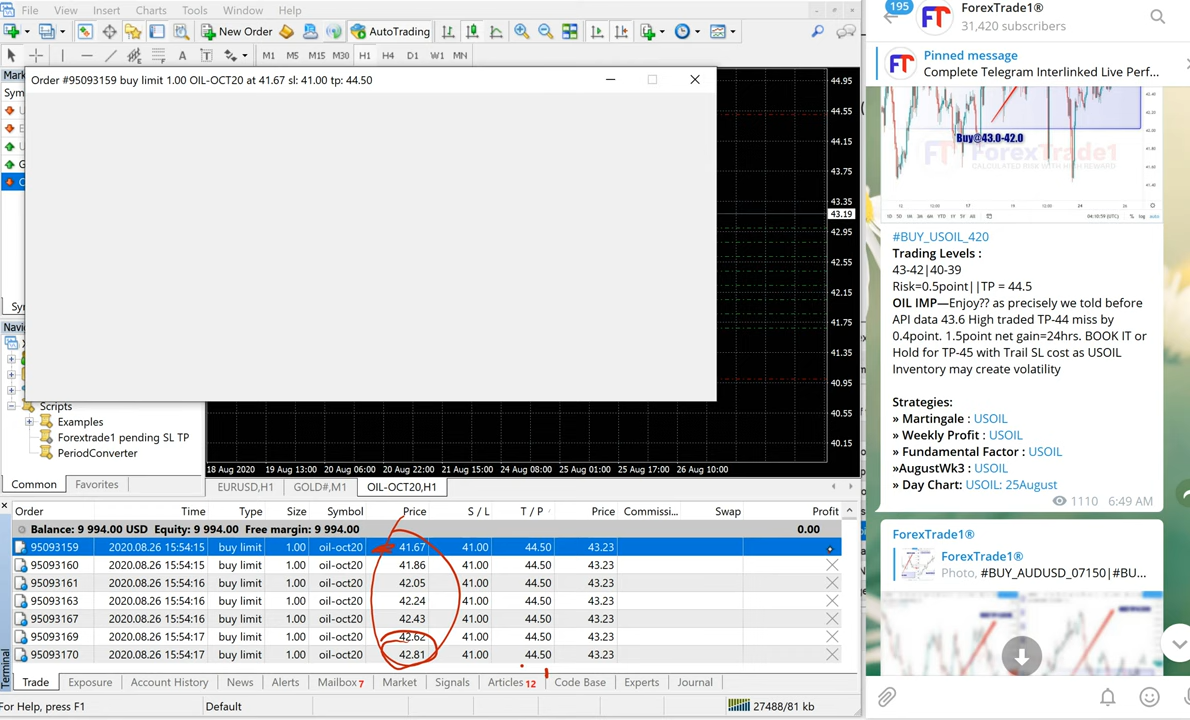 File View Insert Charts Tools Window Help
New Order AutoTrading
A T M1 M5 M15 M30 H1 H4 D1 W1 MN
Mark
Order #95093159 buy limit 1.00 OIL-OCT20 at 41.67 sl: 41.00 tp: 44.50
Sym
Navi
Scripts
Examples
Forextrade1 pending SL TP
PeriodConverter
Common Favorites
44.95
44.55
44.15
43.75
43.35
43.19
42.95
42.55
42.15
41.75
41.35
40.95
40.55
40.15
18 Aug 2020 19 Aug 13:00 20 Aug 06:00 20 Aug 22:00 21 Aug 15:00 24 Aug 08:00 25 Aug 01:00 25 Aug 17:00 26 Aug 10:00
EURUSD,H1 GOLD#,M1 OIL-OCT20,H1
Order Time Type Size Symbol Price S / L T / P Price Commissi... Swap Profit
Balance: 9 994.00 USD Equity: 9 994.00 Free margin: 9 994.00 0.00
95093159 2020.08.26 15:54:15 buy limit 1.00 oil-oct20 41.67 41.00 44.50 43.23
95093160 2020.08.26 15:54:15 buy limit 1.00 oil-oct20 41.86 41.00 44.50 43.23
95093161 2020.08.26 15:54:16 buy limit 1.00 oil-oct20 42.05 41.00 44.50 43.23
95093163 2020.08.26 15:54:16 buy limit 1.00 oil-oct20 42.24 41.00 44.50 43.23
95093167 2020.08.26 15:54:16 buy limit 1.00 oil-oct20 42.43 41.00 44.50 43.23
95093169 2020.08.26 15:54:17 buy limit 1.00 oil-oct20 42.62 41.00 44.50 43.23
95093170 2020.08.26 15:54:17 buy limit 1.00 oil-oct20 42.81 41.00 44.50 43.23
Terminal
Trade Exposure Account History News Alerts Mailbox 7 Market Signals Articles 12 Code Base Experts Journal
For Help, press F1 Default 27488/81 kb
195
FT
ForexTrade1®
31,420 subscribers
FT
Pinned message
Complete Telegram Interlinked Live Perf...
Buy@43.0-42.0
FT ForexTrade1
CALCULATED RISK WITH HIGH REWARD
#BUY_USOIL_420
Trading Levels :
43-42|40-39
Risk=0.5point||TP = 44.5
OIL IMP—Enjoy?? as precisely we told before
API data 43.6 High traded TP-44 miss by
0.4point. 1.5point net gain=24hrs. BOOK IT or
Hold for TP-45 with Trail SL cost as USOIL
Inventory may create volatility
Strategies:
» Martingale : USOIL
» Weekly Profit : USOIL
» Fundamental Factor : USOIL
»AugustWk3 : USOIL
» Day Chart: USOIL: 25August
1110 6:49 AM
ForexTrade1®
ForexTrade1®
Photo, #BUY_AUDUSD_07150|#BU...